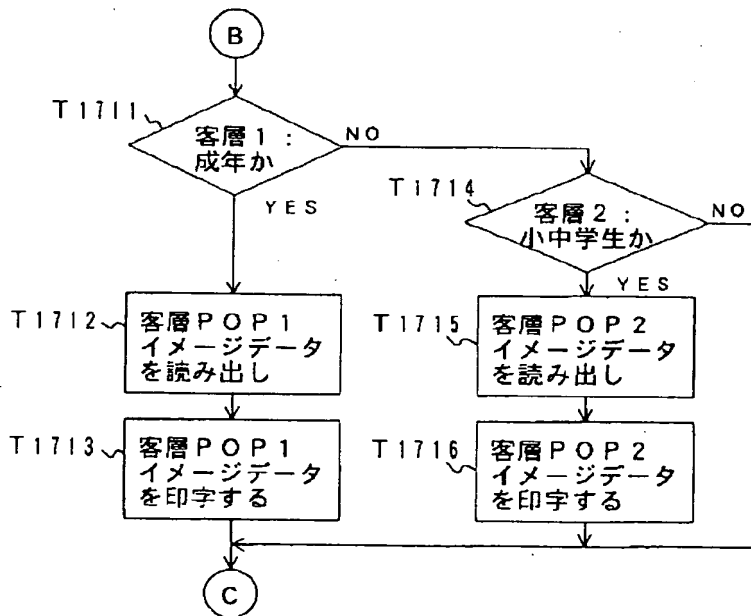 B
T1711
客層1:
成年か
NO
YES
T1714
客層2:
小中学生か
NO
YES
T1712
客層POP1
イメージデータ
を読み出し
T1715
客層POP2
イメージデータ
を読み出し
T1713
客層POP1
イメージデータ
を印字する
T1716
客層POP2
イメージデータ
を印字する
C